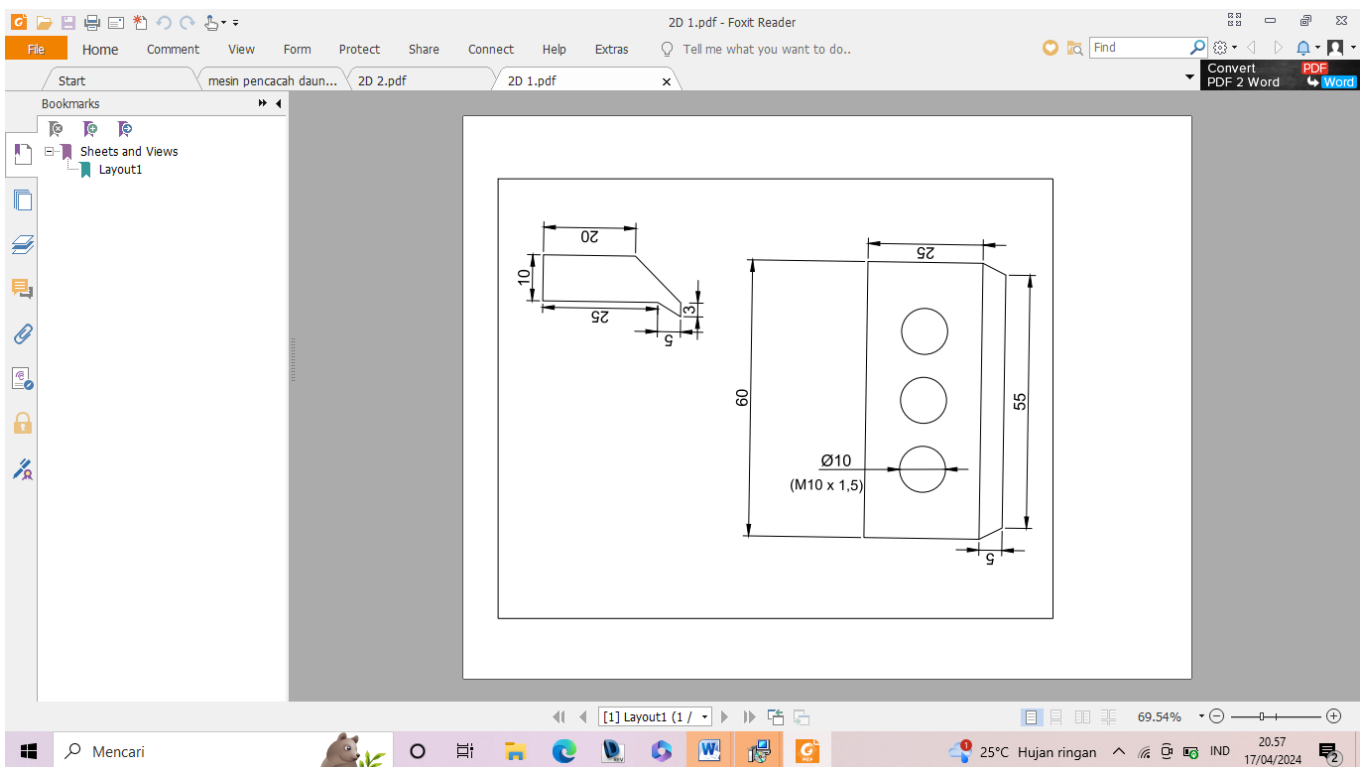 2D 1.pdf - Foxit Reader
File Home Comment View Form Protect Share Connect Help Extras Tell me what you want to do.. Find
Start mesin pencacah daun... 2D 2.pdf 2D 1.pdf
Convert PDF
PDF 2 Word Word
Bookmarks
Sheets and Views
Layout1
20
10
25
3
5
25
60
55
Ø10
(M10 x 1,5)
5
[1] Layout1 (1 /
69.54%
Mencari
1
25°C Hujan ringan
IND
20.57
17/04/2024
2